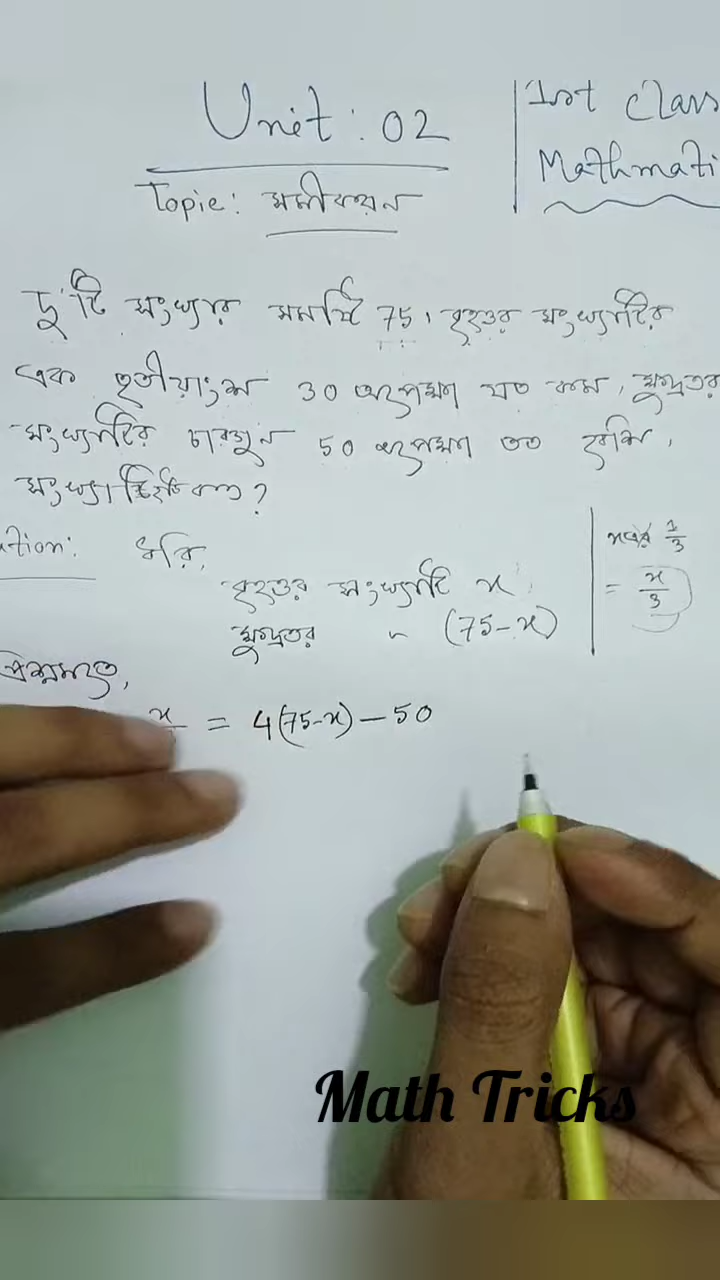 Unit: 02
1st Class
Mathmati
Topic: সমীকরন
দু'টি সংখ্যার সমষ্টি 75। বৃহত্তর সংখ্যাটির
এক তৃতীয়াংশ 30 অপেক্ষা যত কম, ক্ষুদ্রতর
সংখ্যাটির চারগুন 50 অপেক্ষা তত বেশি,
সংখ্যা কত?
ution: ধরি,
বৃহত্তর সংখ্যাটি x
ক্ষুদ্রতর " (75-x)
x এর 1/3
= x/3
প্রশ্নমতে,
x = 4(75-x) - 50
Math Tricks